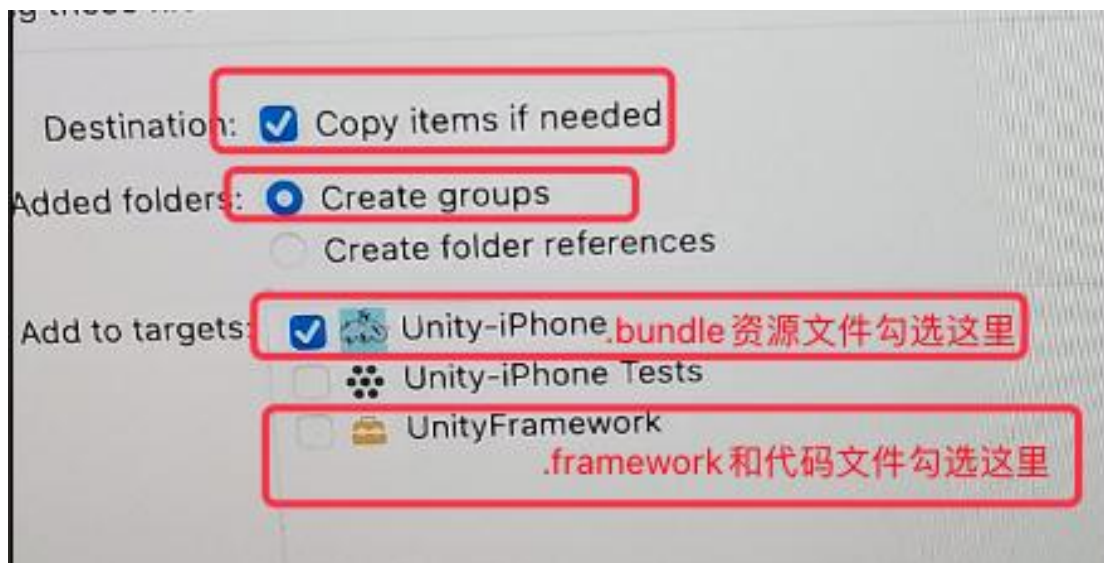 Destination: Copy items if needed
Added folders: Create groups
Create folder references
Add to targets: Unity-iPhone .bundle资源文件勾选这里
Unity-iPhone Tests
UnityFramework
.framework和代码文件勾选这里